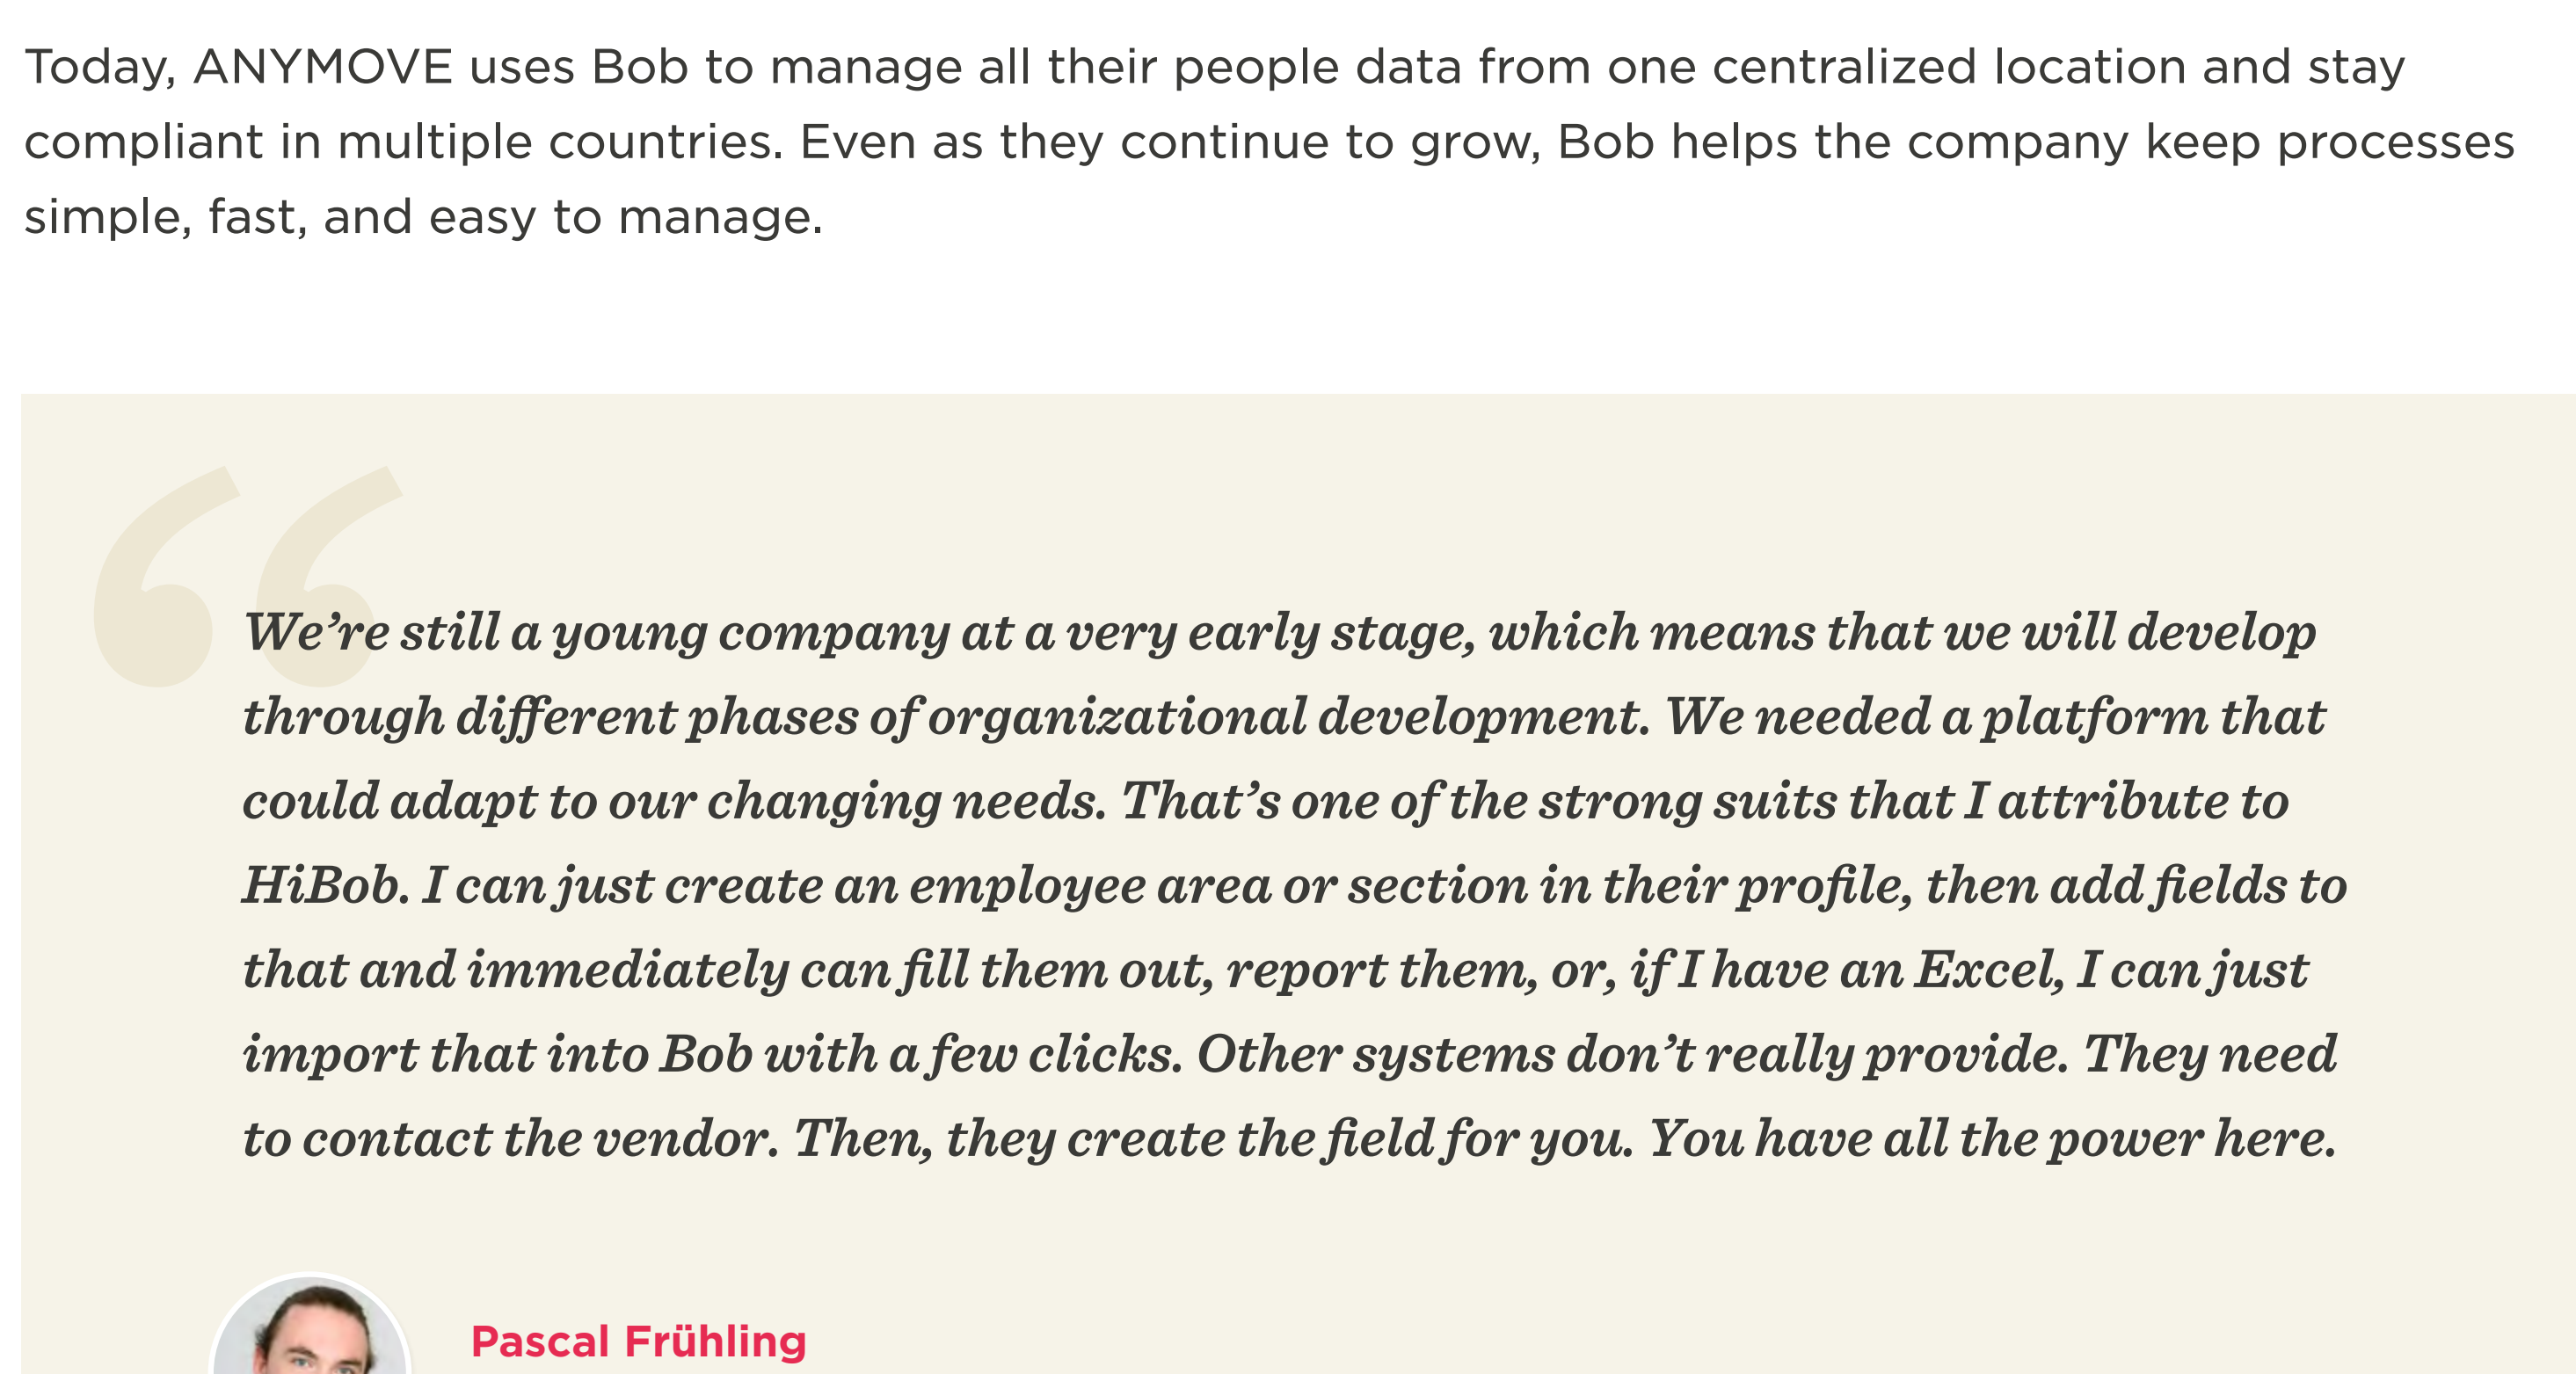 Today, ANYMOVE uses Bob to manage all their people data from one centralized location and stay
compliant in multiple countries. Even as they continue to grow, Bob helps the company keep processes
simple, fast, and easy to manage.
“
We’re still a young company at a very early stage, which means that we will develop
through different phases of organizational development. We needed a platform that
could adapt to our changing needs. That’s one of the strong suits that I attribute to
HiBob. I can just create an employee area or section in their profile, then add fields to
that and immediately can fill them out, report them, or, if I have an Excel, I can just
import that into Bob with a few clicks. Other systems don’t really provide. They need
to contact the vendor. Then, they create the field for you. You have all the power here.
Pascal Frühling